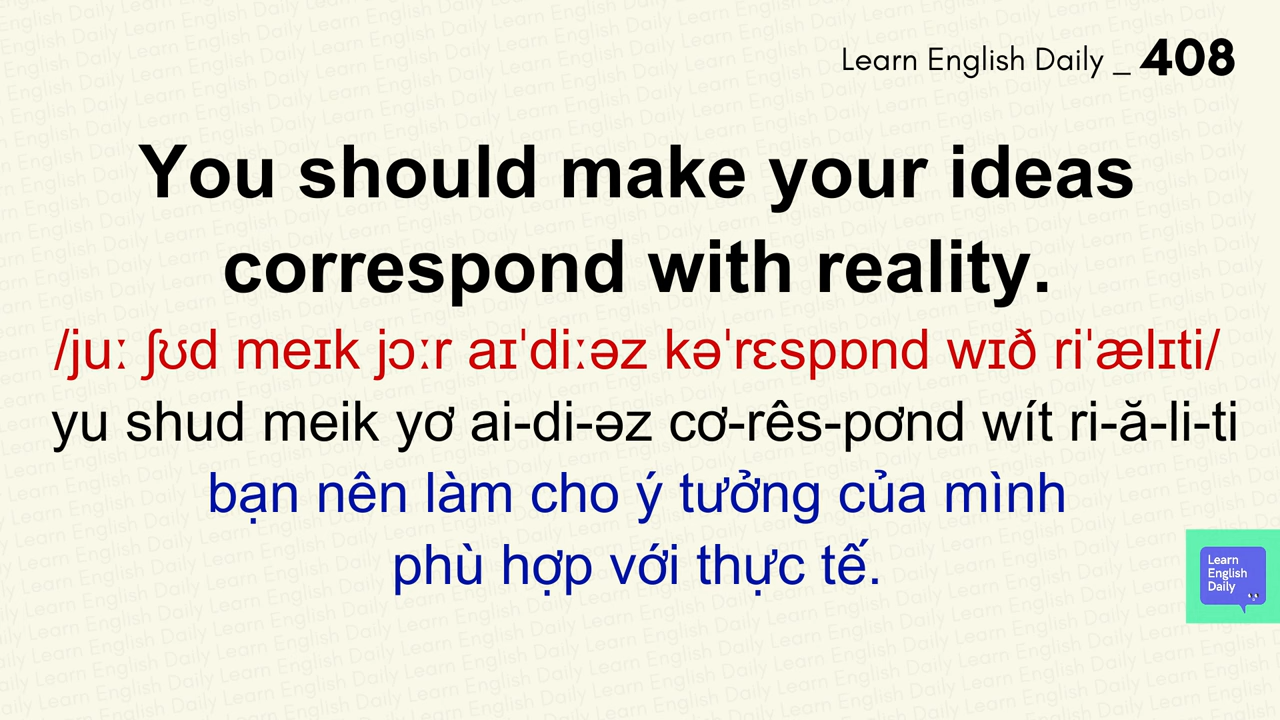 Learn English Daily _ 408
You should make your ideas
correspond with reality.
/juː ʃʊd meɪk jɔːr aɪˈdiːəz kəˈrɛspɒnd wɪð riˈælɪti/
yu shud meik yơ ai-di-əz cơ-rês-pơnd wít ri-ă-li-ti
bạn nên làm cho ý tưởng của mình
phù hợp với thực tế.
Learn
English
Daily